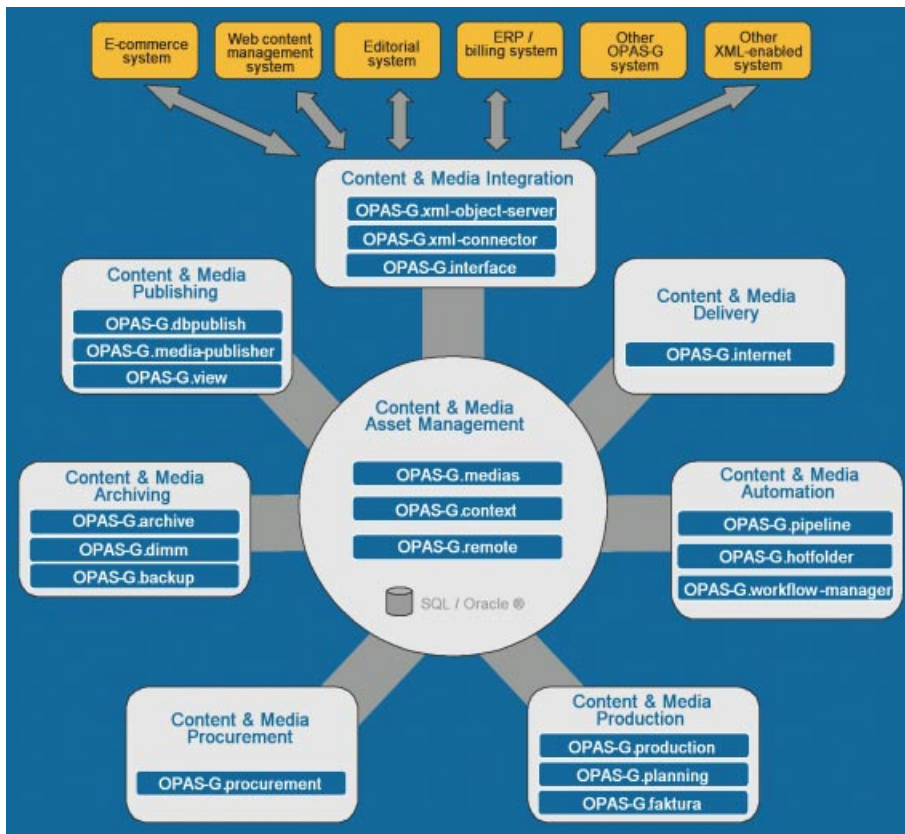 E-commerce
system
Web content
management
system
Editorial
system
ERP /
billing system
Other
OPAS-G
system
Other
XML-enabled
system
Content & Media Integration
OPAS-G.xml-object-server
OPAS-G.xml-connector
OPAS-G.interface
Content & Media
Publishing
OPAS-G.dbpublish
OPAS-G.media-publisher
OPAS-G.view
Content & Media
Delivery
OPAS-G.internet
Content & Media
Asset Management
OPAS-G.medias
OPAS-G.context
OPAS-G.remote
SQL / Oracle ®
Content & Media
Archiving
OPAS-G.archive
OPAS-G.dimm
OPAS-G.backup
Content & Media
Automation
OPAS-G.pipeline
OPAS-G.hotfolder
OPAS-G.workflow-manager
Content & Media
Procurement
OPAS-G.procurement
Content & Media
Production
OPAS-G.production
OPAS-G.planning
OPAS-G.faktura